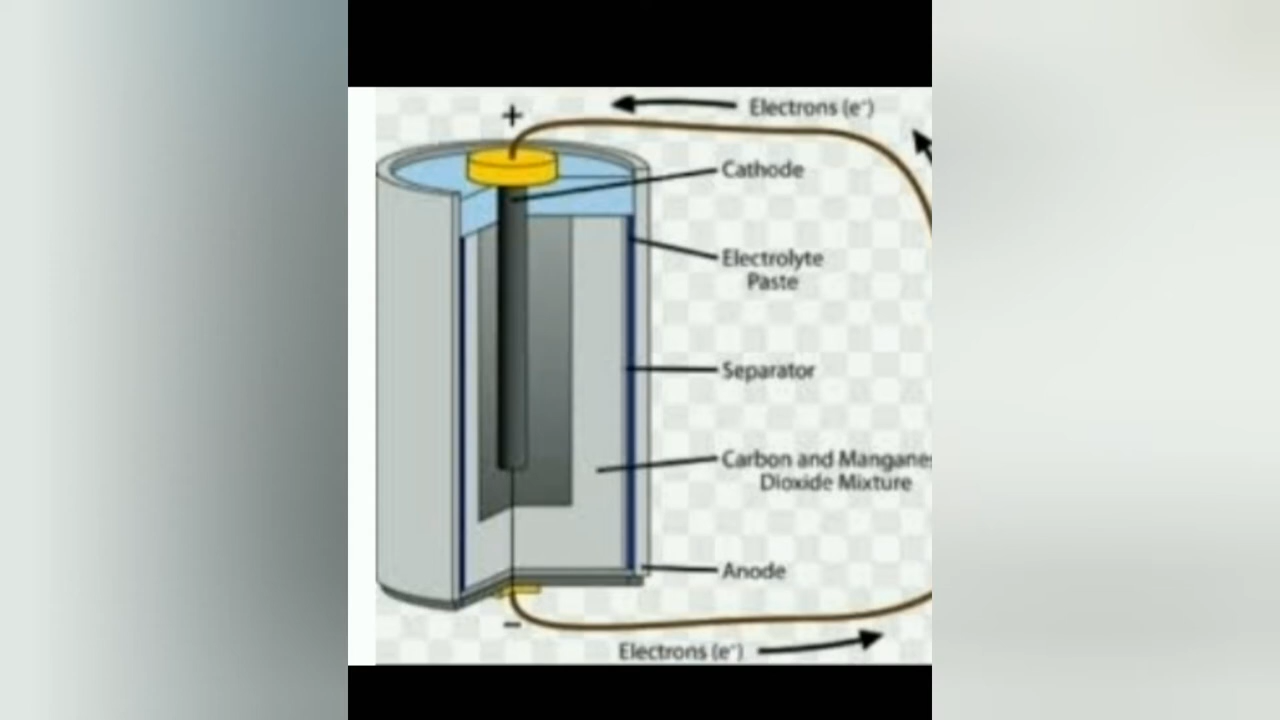 +
Electrons (e⁻)
Cathode
Electrolyte
Paste
Separator
Carbon and Mangane
Dioxide Mixture
Anode
−
Electrons (e⁻)